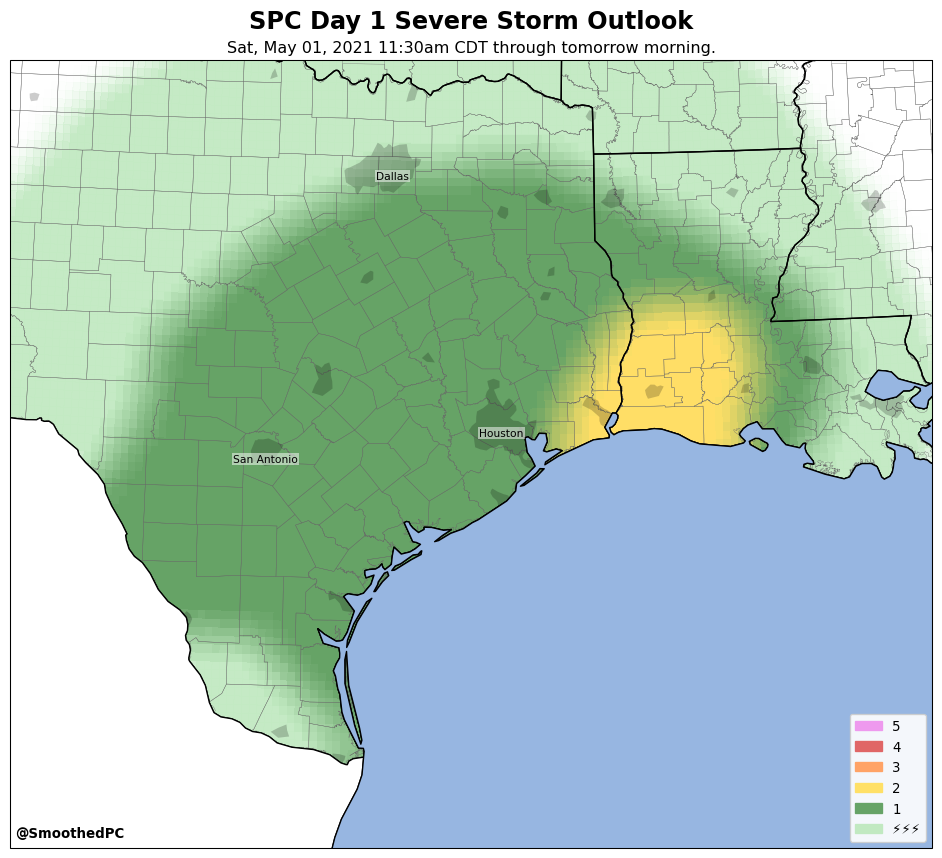 SPC Day 1 Severe Storm Outlook
Sat, May 01, 2021 11:30am CDT through tomorrow morning.
Dallas
Houston
San Antonio
5
4
3
2
1
⚡⚡⚡
@SmoothedPC